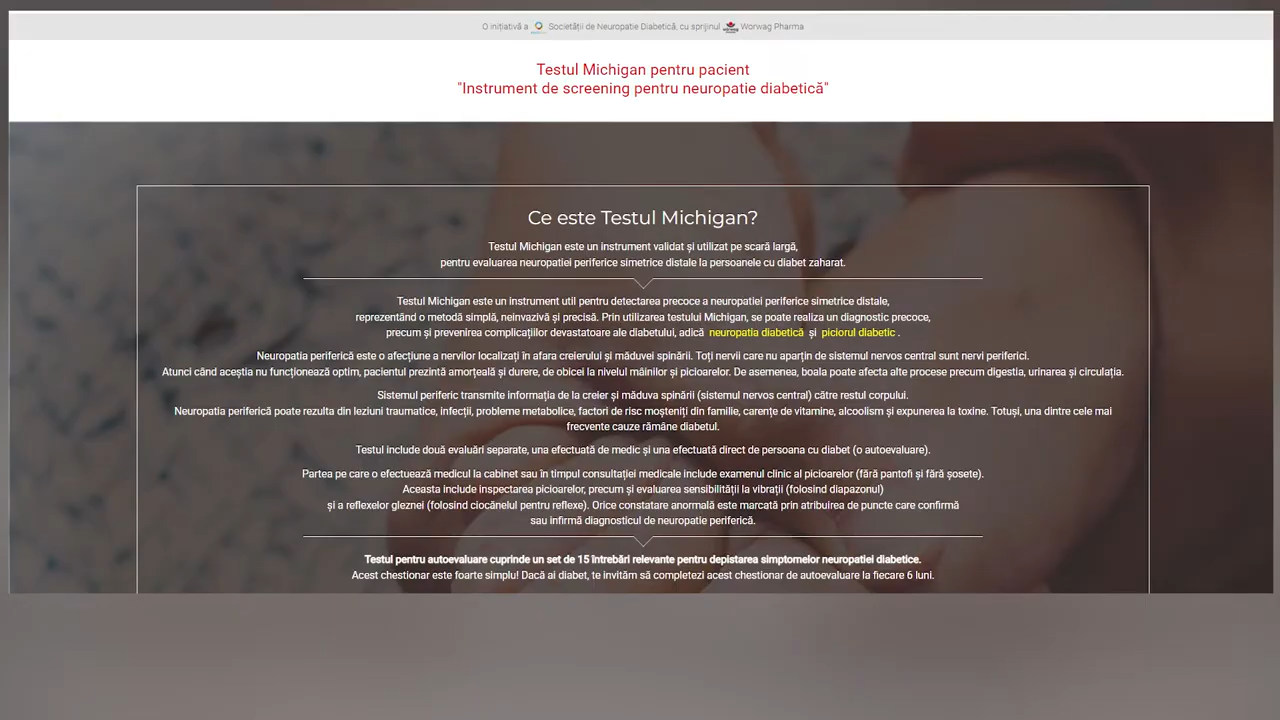 O inițiativă a Societății de Neuropatie Diabetică, cu sprijinul Worwag Pharma
Testul Michigan pentru pacient
"Instrument de screening pentru neuropatie diabetică"
Ce este Testul Michigan?
Testul Michigan este un instrument validat și utilizat pe scară largă,
pentru evaluarea neuropatiei periferice simetrice distale la persoanele cu diabet zaharat.
Testul Michigan este un instrument util pentru detectarea precoce a neuropatiei periferice simetrice distale,
reprezentând o metodă simplă, neinvazivă și precisă. Prin utilizarea testului Michigan, se poate realiza un diagnostic precoce,
precum și prevenirea complicațiilor devastatoare ale diabetului, adică neuropatia diabetică și piciorul diabetic .
Neuropatia periferică este o afecțiune a nervilor localizați în afara creierului și măduvei spinării. Toți nervii care nu aparțin de sistemul nervos central sunt nervi periferici.
Atunci când aceștia nu funcționează optim, pacientul prezintă amorțeală și durere, de obicei la nivelul mâinilor și picioarelor. De asemenea, boala poate afecta alte procese precum digestia, urinarea și circulația.
Sistemul periferic transmite informația de la creier și măduva spinării (sistemul nervos central) către restul corpului.
Neuropatia periferică poate rezulta din leziuni traumatice, infecții, probleme metabolice, factori de risc moșteniți din familie, carențe de vitamine, alcoolism și expunerea la toxine. Totuși, una dintre cele mai
frecvente cauze rămâne diabetul.
Testul include două evaluări separate, una efectuată de medic și una efectuată direct de persoana cu diabet (o autoevaluare).
Partea pe care o efectuează medicul la cabinet sau în timpul consultației medicale include examenul clinic al picioarelor (fără pantofi și fără șosete).
Aceasta include inspectarea picioarelor, precum și evaluarea sensibilității la vibrații (folosind diapazonul)
și a reflexelor gleznei (folosind ciocănelul pentru reflexe). Orice constatare anormală este marcată prin atribuirea de puncte care confirmă
sau infirmă diagnosticul de neuropatie periferică.
Testul pentru autoevaluare cuprinde un set de 15 întrebări relevante pentru depistarea simptomelor neuropatiei diabetice.
Acest chestionar este foarte simplu! Dacă ai diabet, te invităm să completezi acest chestionar de autoevaluare la fiecare 6 luni.